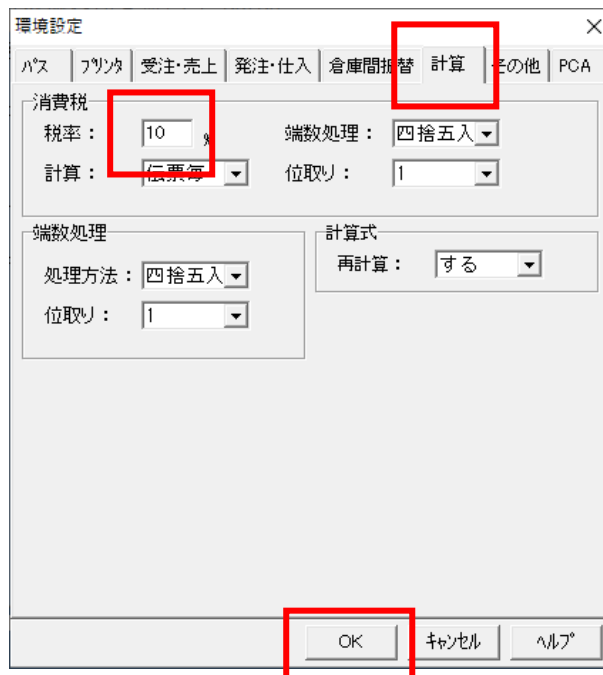 環境設定
パス フリンタ 受注・売上 発注・仕入 倉庫間振替 計算 その他 PCA
消費税
税率： 10 % 端数処理： 四捨五入
計算： 伝票毎 位取り： 1
端数処理 計算式
処理方法： 四捨五入 再計算： する
位取り： 1
OK キャンセル ヘルプ